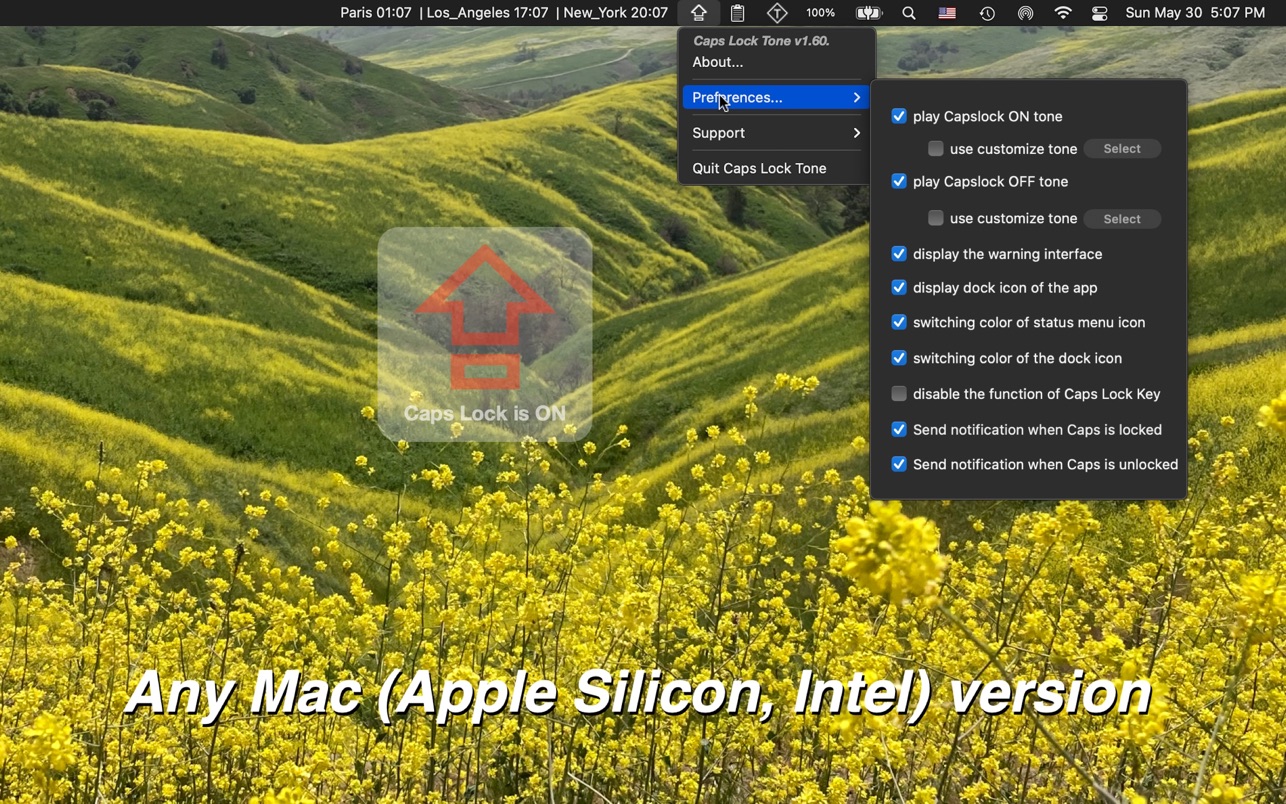 Paris 01:07 | Los_Angeles 17:07 | New_York 20:07
100%
Sun May 30 5:07 PM
Caps Lock Tone v1.60.
About...
Preferences...
Support
Quit Caps Lock Tone
play Capslock ON tone
use customize tone Select
play Capslock OFF tone
use customize tone Select
display the warning interface
display dock icon of the app
switching color of status menu icon
switching color of the dock icon
disable the function of Caps Lock Key
Send notification when Caps is locked
Send notification when Caps is unlocked
Caps Lock is ON
Any Mac (Apple Silicon, Intel) version